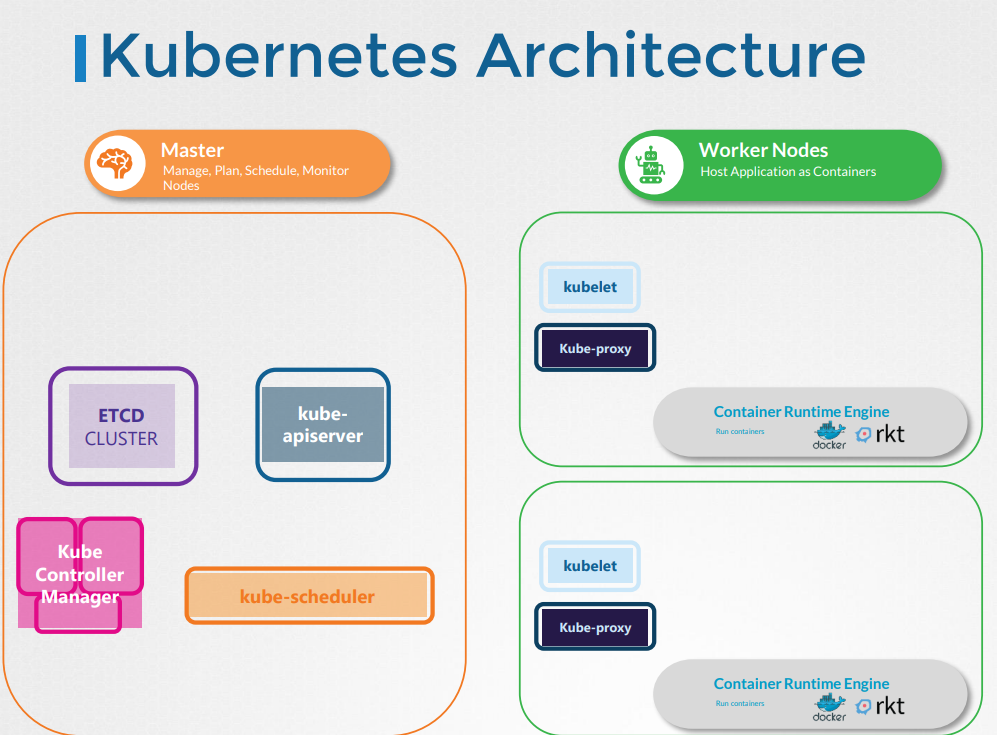 Kubernetes Architecture
Master
Manage, Plan, Schedule, Monitor
Nodes
ETCD
CLUSTER
kube-
apiserver
Kube
Controller
Manager
kube-scheduler
Worker Nodes
Host Application as Containers
kubelet
Kube-proxy
Container Runtime Engine
Run containers
docker
rkt
kubelet
Kube-proxy
Container Runtime Engine
Run containers
docker
rkt